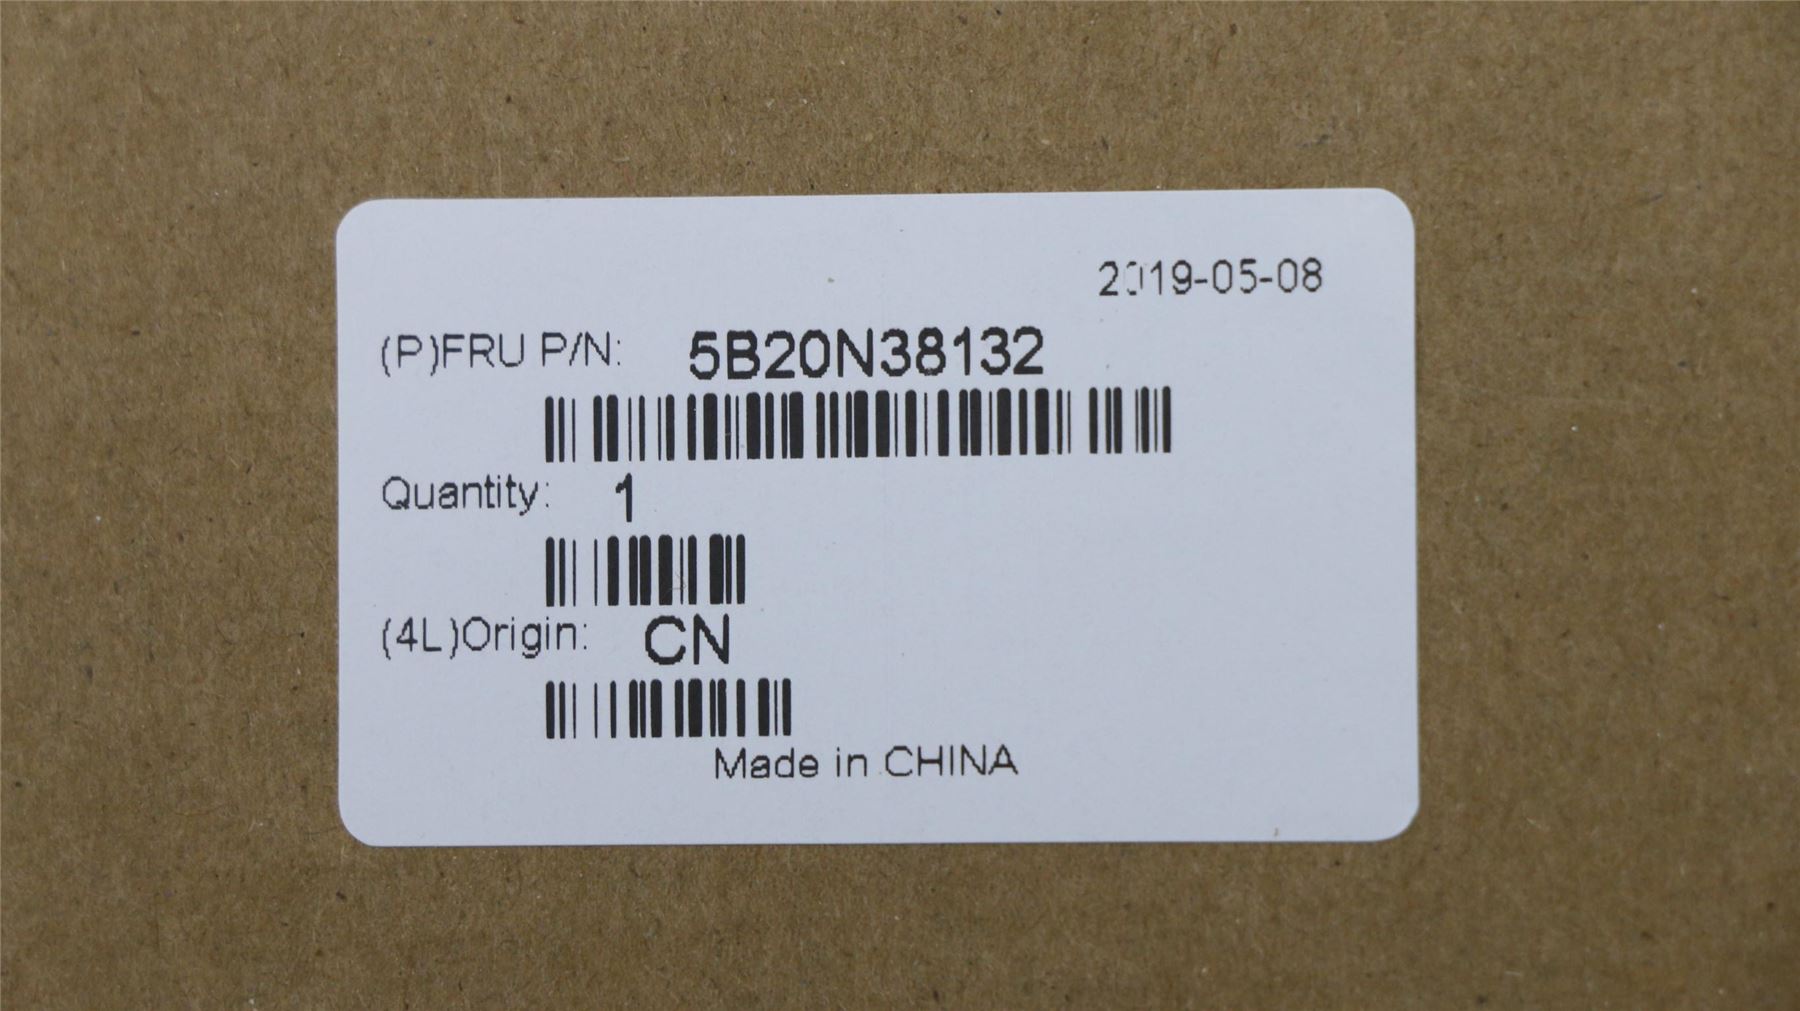 2019-05-08
(P)FRU P/N: 5B20N38132
Quantity: 1
(4L)Origin: CN
Made in CHINA